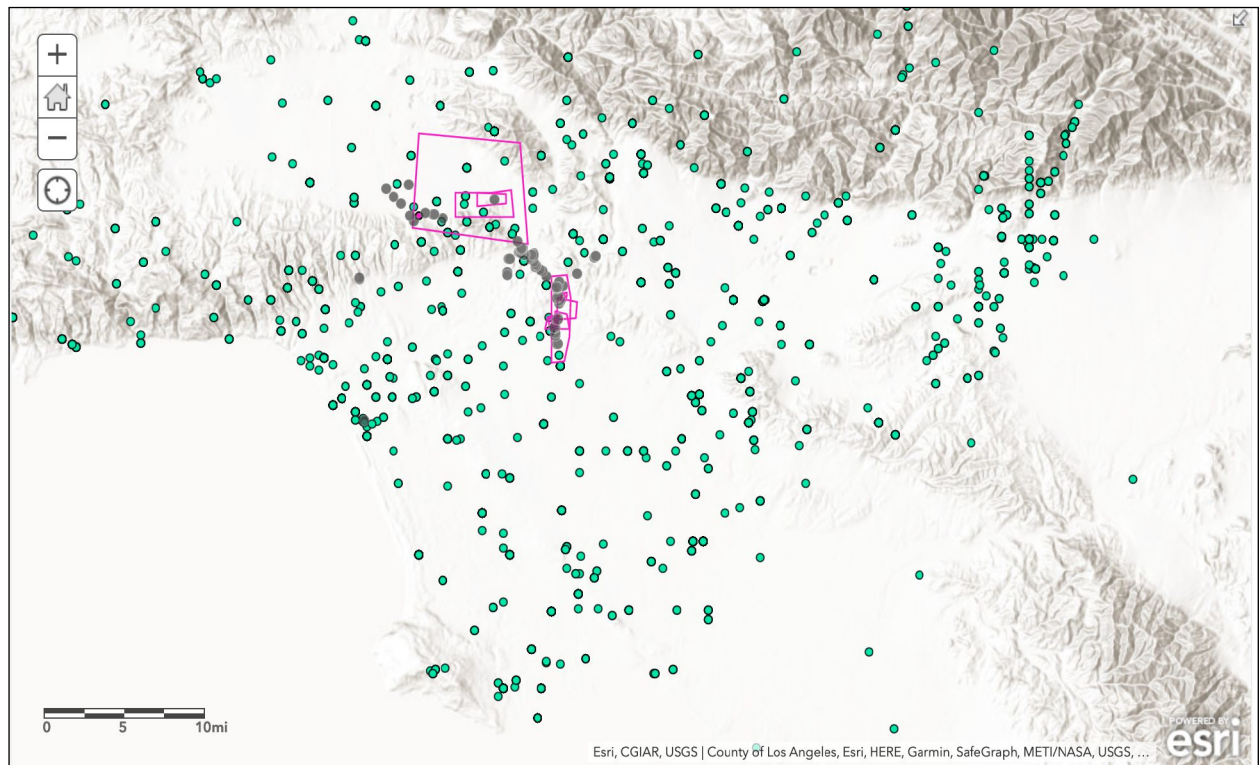 +
−
0 5 10mi
POWERED BY
esri
Esri, CGIAR, USGS | County of Los Angeles, Esri, HERE, Garmin, SafeGraph, METI/NASA, USGS, ...